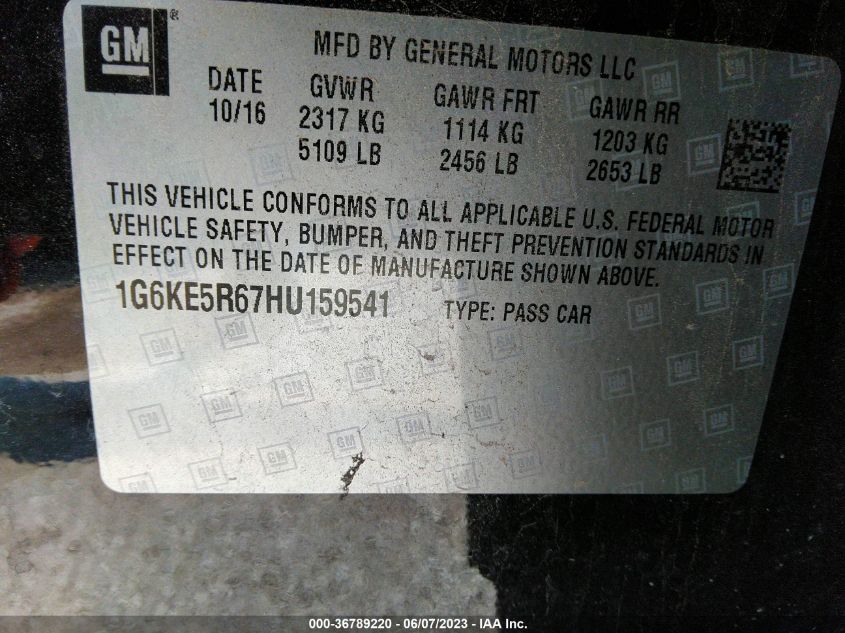 GM ®
MFD BY GENERAL MOTORS LLC
DATE GVWR GAWR FRT GAWR RR
10/16 2317 KG 1114 KG 1203 KG
5109 LB 2456 LB 2653 LB
THIS VEHICLE CONFORMS TO ALL APPLICABLE U.S. FEDERAL MOTOR
VEHICLE SAFETY, BUMPER, AND THEFT PREVENTION STANDARDS IN
EFFECT ON THE DATE OF MANUFACTURE SHOWN ABOVE.
1G6KE5R67HU159541 TYPE: PASS CAR
000-36789220 - 06/07/2023 - IAA Inc.